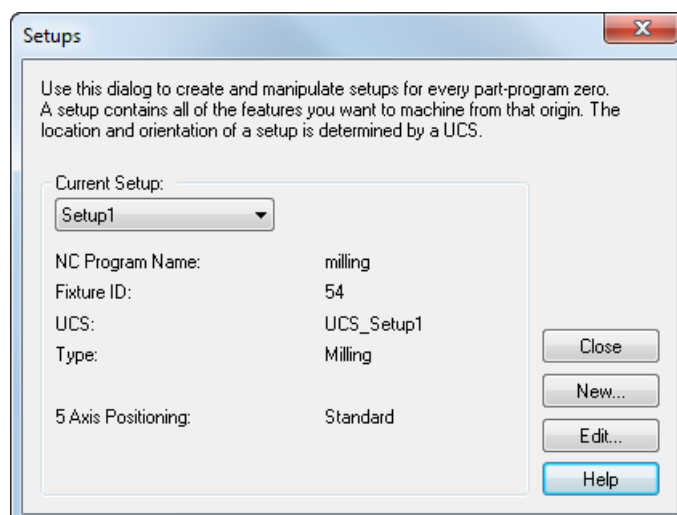 Setups
Use this dialog to create and manipulate setups for every part-program zero.
A setup contains all of the features you want to machine from that origin. The
location and orientation of a setup is determined by a UCS.
Current Setup:
Setup1
NC Program Name: milling
Fixture ID: 54
UCS: UCS_Setup1
Type: Milling
5 Axis Positioning: Standard
Close
New...
Edit...
Help